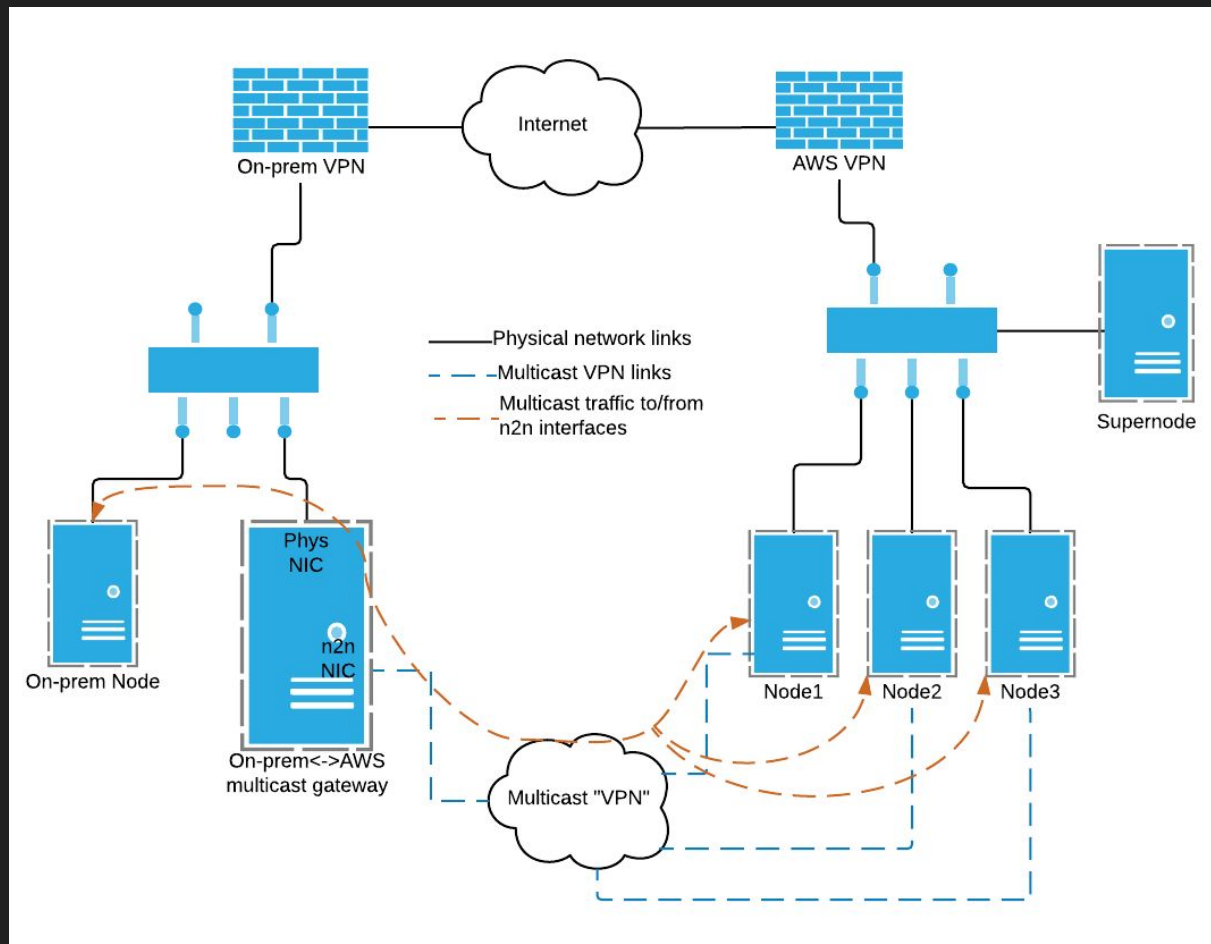 Internet
On-prem VPN
AWS VPN
Physical network links
Multicast VPN links
Multicast traffic to/from
n2n interfaces
Supernode
Phys
NIC
n2n
NIC
On-prem Node
Node1
Node2
Node3
On-prem<->AWS
multicast gateway
Multicast "VPN"